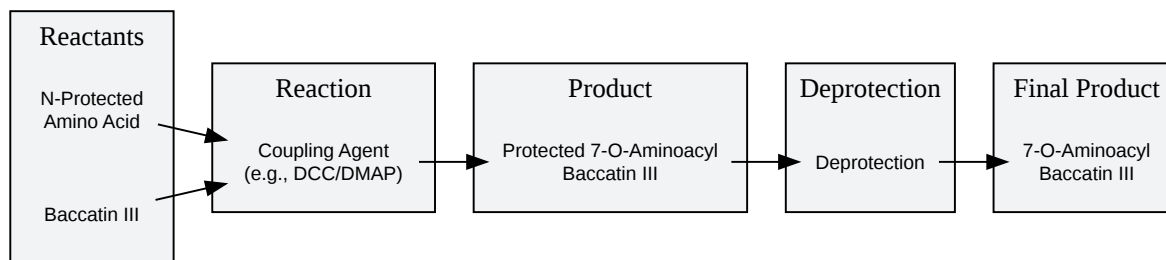 Reactants
N-Protected
Amino Acid
Baccatin III
Reaction
Coupling Agent
(e.g., DCC/DMAP)
Product
Protected 7-O-Aminoacyl
Baccatin III
Deprotection
Deprotection
Final Product
7-O-Aminoacyl
Baccatin III